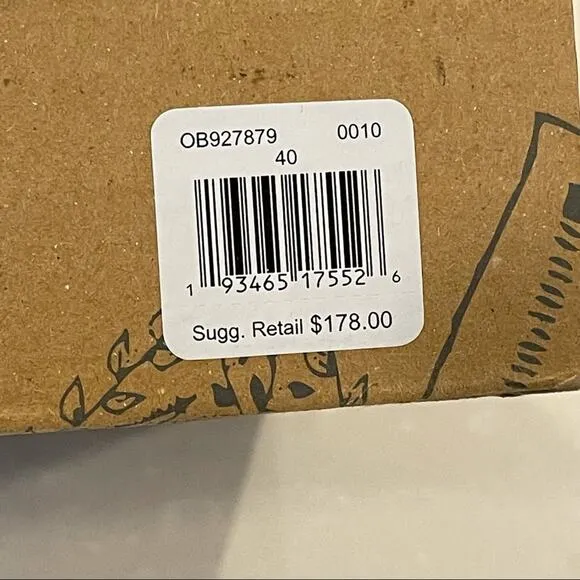 OB927879 0010
40
1 93465 17552 6
Sugg. Retail $178.00